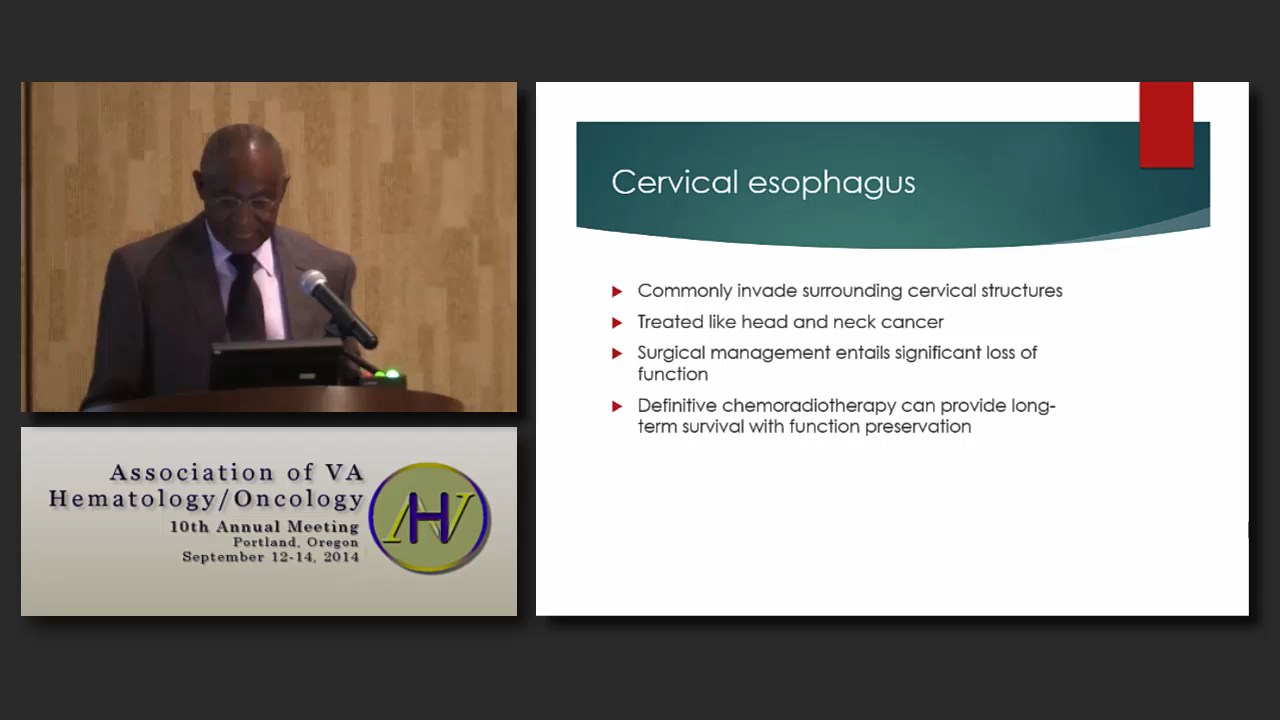 Association of VA
Hematology/Oncology
10th Annual Meeting
Portland, Oregon
September 12-14, 2014
AHV
Cervical esophagus
Commonly invade surrounding cervical structures
Treated like head and neck cancer
Surgical management entails significant loss of
function
Definitive chemoradiotherapy can provide long-
term survival with function preservation